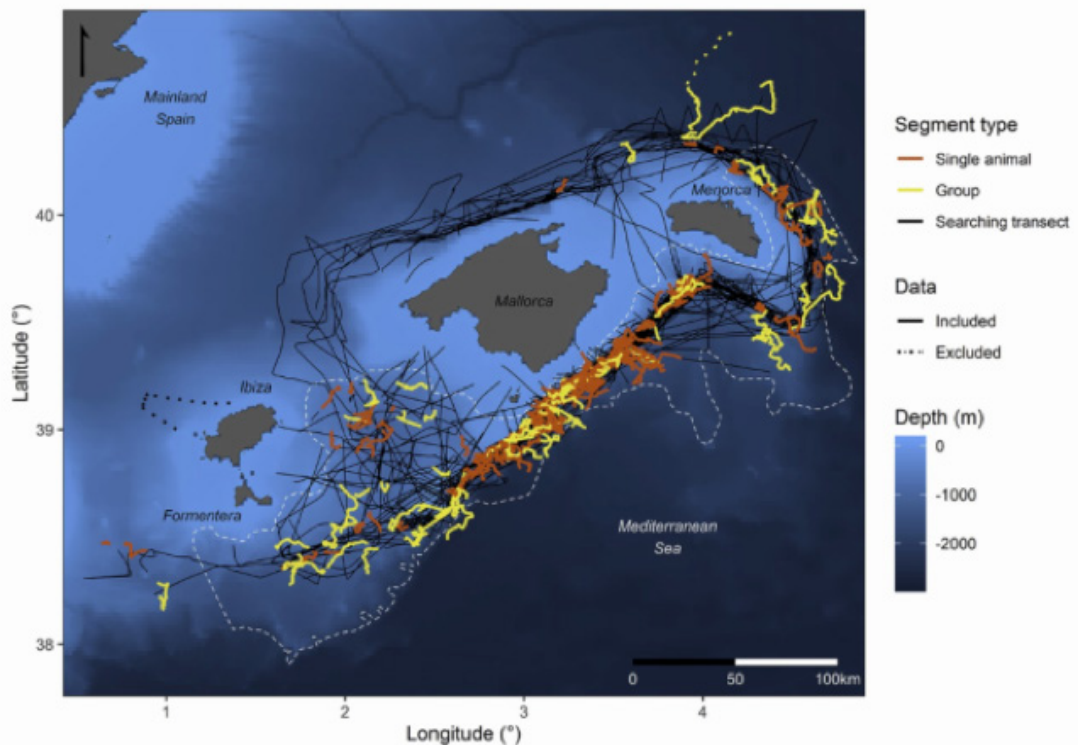 Mainland
Spain
Menorca
Mallorca
Ibiza
Formentera
Mediterranean
Sea
40
39
38
Latitude (°)
1
2
3
4
Longitude (°)
0
50
100km
Segment type
Single animal
Group
Searching transect
Data
Included
Excluded
Depth (m)
0
-1000
-2000